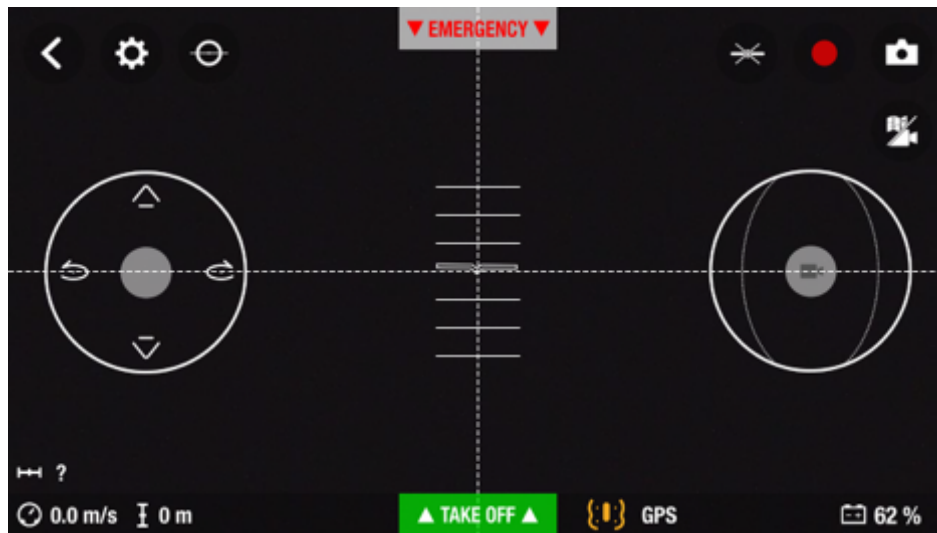 ▼ EMERGENCY ▼
?
0.0 m/s 0 m ▲ TAKE OFF ▲ GPS 62 %